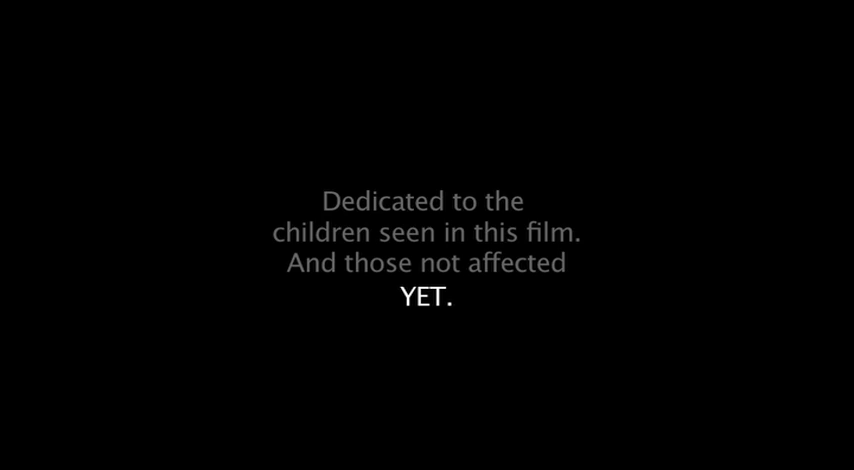 Dedicated to the
children seen in this film.
And those not affected
YET.